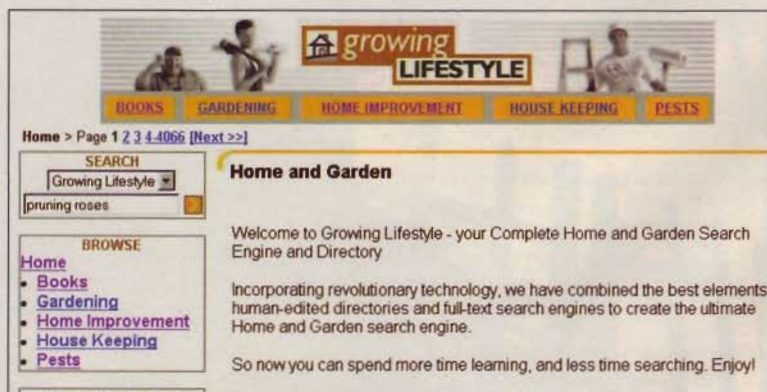 growing
LIFESTYLE
BOOKS GARDENING HOME IMPROVEMENT HOUSE KEEPING PESTS
Home > Page 1 2 3 4.4066 [Next >>]
SEARCH
Growing Lifestyle
pruning roses
BROWSE
Home
• Books
• Gardening
• Home Improvement
• House Keeping
• Pests
Home and Garden
Welcome to Growing Lifestyle - your Complete Home and Garden Search
Engine and Directory
Incorporating revolutionary technology, we have combined the best elements
human-edited directories and full-text search engines to create the ultimate
Home and Garden search engine.
So now you can spend more time learning, and less time searching. Enjoy!